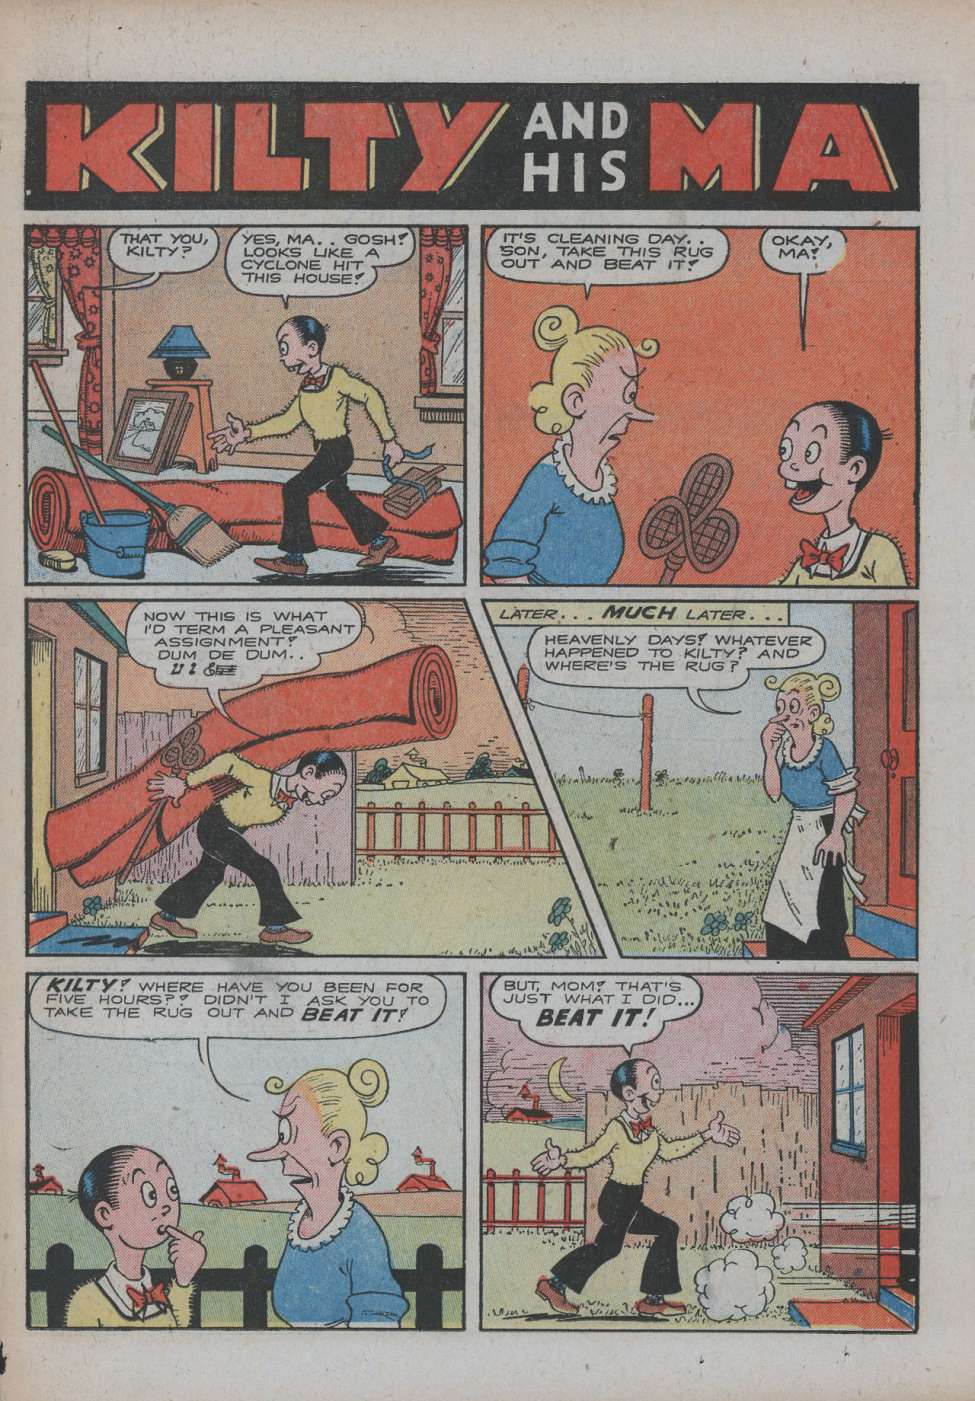 KILTY AND HIS MA
THAT YOU,
KILTY?
YES, MA.. GOSH!
LOOKS LIKE A
CYCLONE HIT
THIS HOUSE!
IT'S CLEANING DAY..
SON, TAKE THIS RUG
OUT AND BEAT IT!
OKAY,
MA!
NOW THIS IS WHAT
I'D TERM A PLEASANT
ASSIGNMENT!
DUM DE DUM..
LATER... MUCH LATER...
HEAVENLY DAYS! WHATEVER
HAPPENED TO KILTY? AND
WHERE'S THE RUG?
KILTY! WHERE HAVE YOU BEEN FOR
FIVE HOURS?? DIDN'T I ASK YOU TO
TAKE THE RUG OUT AND BEAT IT!
BUT, MOM! THAT'S
JUST WHAT I DID...
BEAT IT!